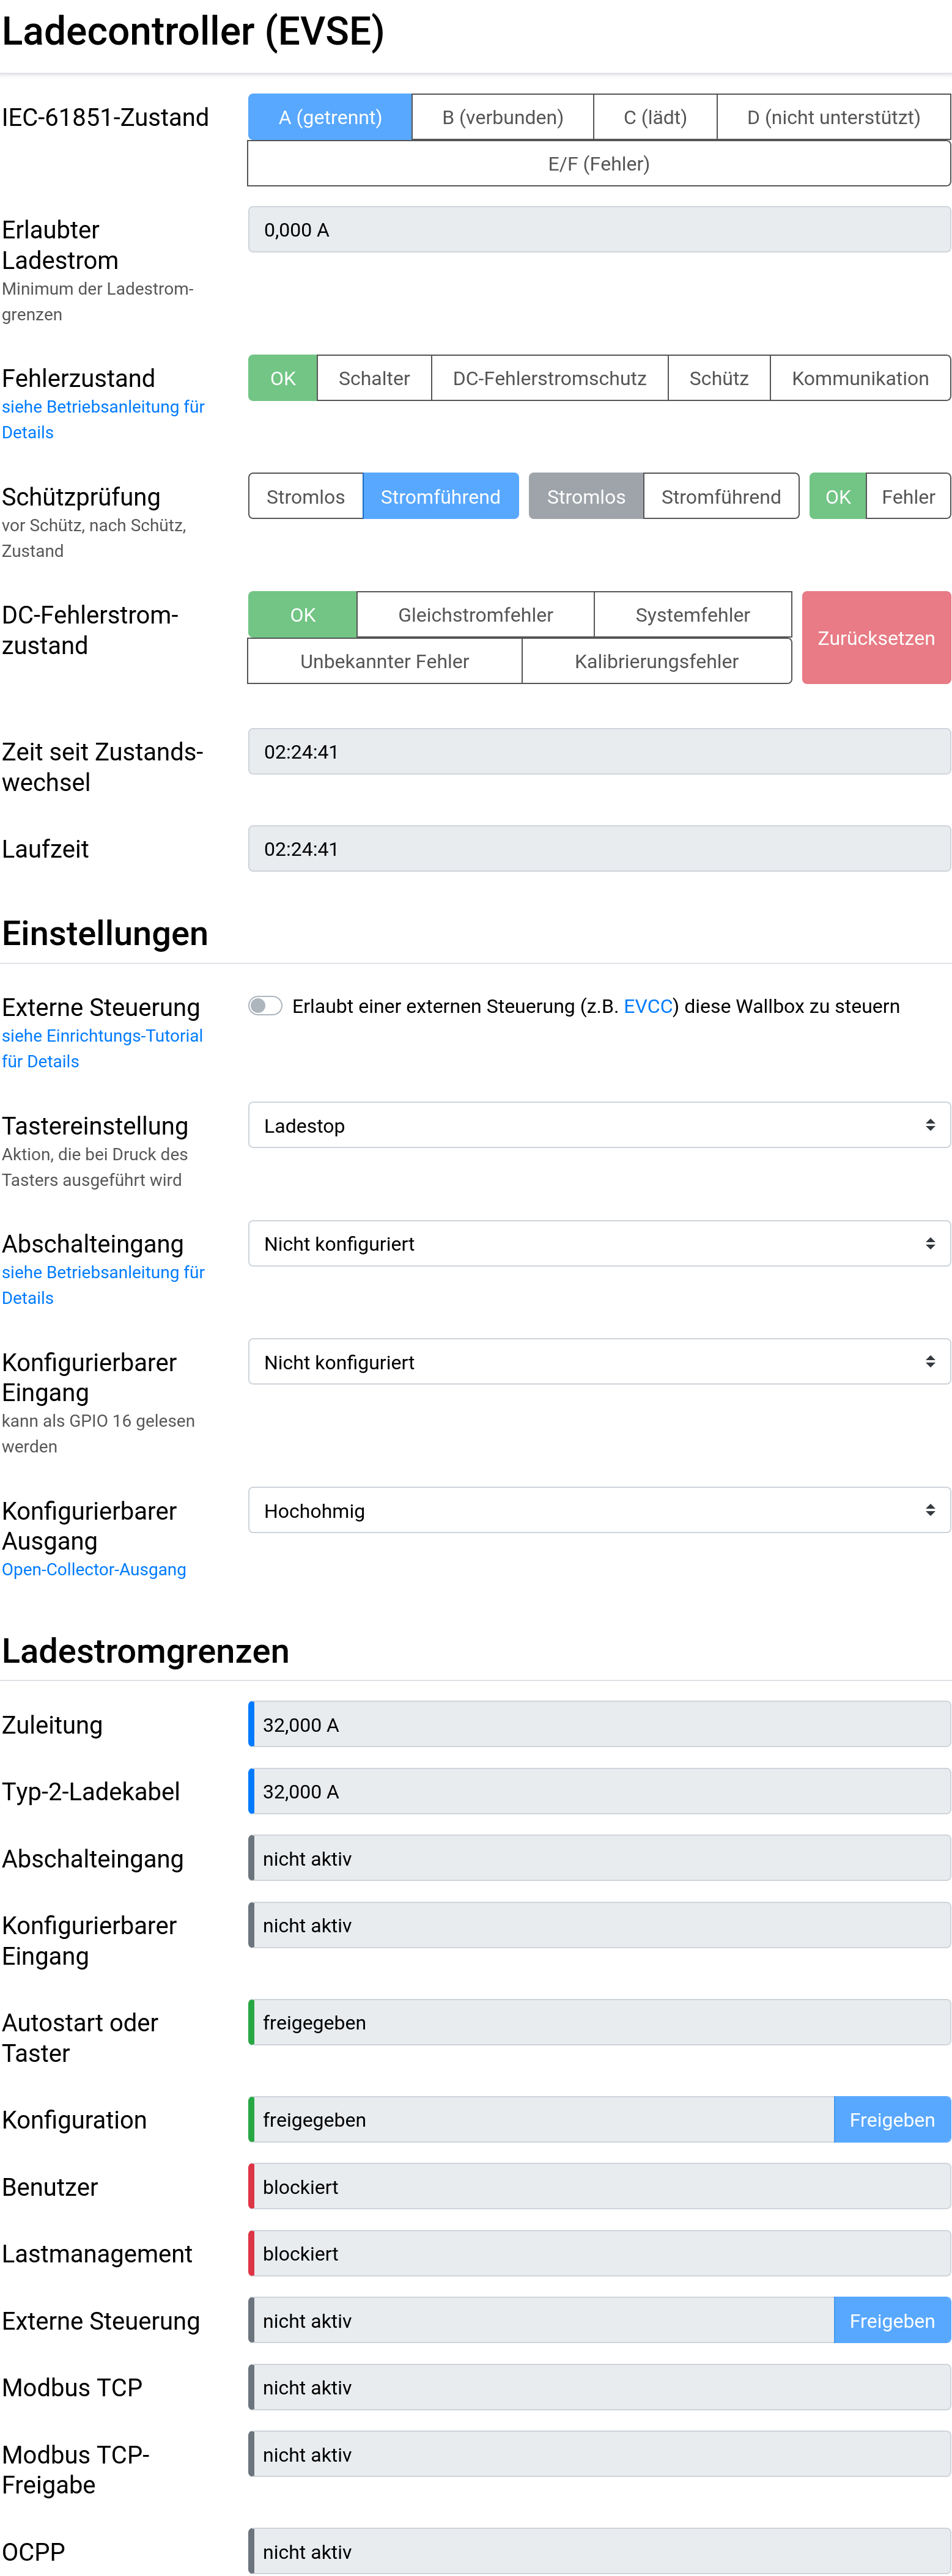 Ladecontroller (EVSE)
IEC-61851-Zustand
A (getrennt)
B (verbunden)
C (lädt)
D (nicht unterstützt)
E/F (Fehler)
Erlaubter
Ladestrom
Minimum der Ladestrom-
grenzen
0,000 A
Fehlerzustand
siehe Betriebsanleitung für
Details
OK
Schalter
DC-Fehlerstromschutz
Schütz
Kommunikation
Schützprüfung
vor Schütz, nach Schütz,
Zustand
Stromlos
Stromführend
Stromlos
Stromführend
OK
Fehler
DC-Fehlerstrom-
zustand
OK
Gleichstromfehler
Systemfehler
Unbekannter Fehler
Kalibrierungsfehler
Zurücksetzen
Zeit seit Zustands-
wechsel
02:24:41
Laufzeit
02:24:41
Einstellungen
Externe Steuerung
siehe Einrichtungs-Tutorial
für Details
Erlaubt einer externen Steuerung (z.B. EVCC) diese Wallbox zu steuern
Tastereinstellung
Aktion, die bei Druck des
Tasters ausgeführt wird
Ladestop
Abschalteingang
siehe Betriebsanleitung für
Details
Nicht konfiguriert
Konfigurierbarer
Eingang
kann als GPIO 16 gelesen
werden
Nicht konfiguriert
Konfigurierbarer
Ausgang
Open-Collector-Ausgang
Hochohmig
Ladestromgrenzen
Zuleitung
32,000 A
Typ-2-Ladekabel
32,000 A
Abschalteingang
nicht aktiv
Konfigurierbarer
Eingang
nicht aktiv
Autostart oder
Taster
freigegeben
Konfiguration
freigegeben
Freigeben
Benutzer
blockiert
Lastmanagement
blockiert
Externe Steuerung
nicht aktiv
Freigeben
Modbus TCP
nicht aktiv
Modbus TCP-
Freigabe
nicht aktiv
OCPP
nicht aktiv